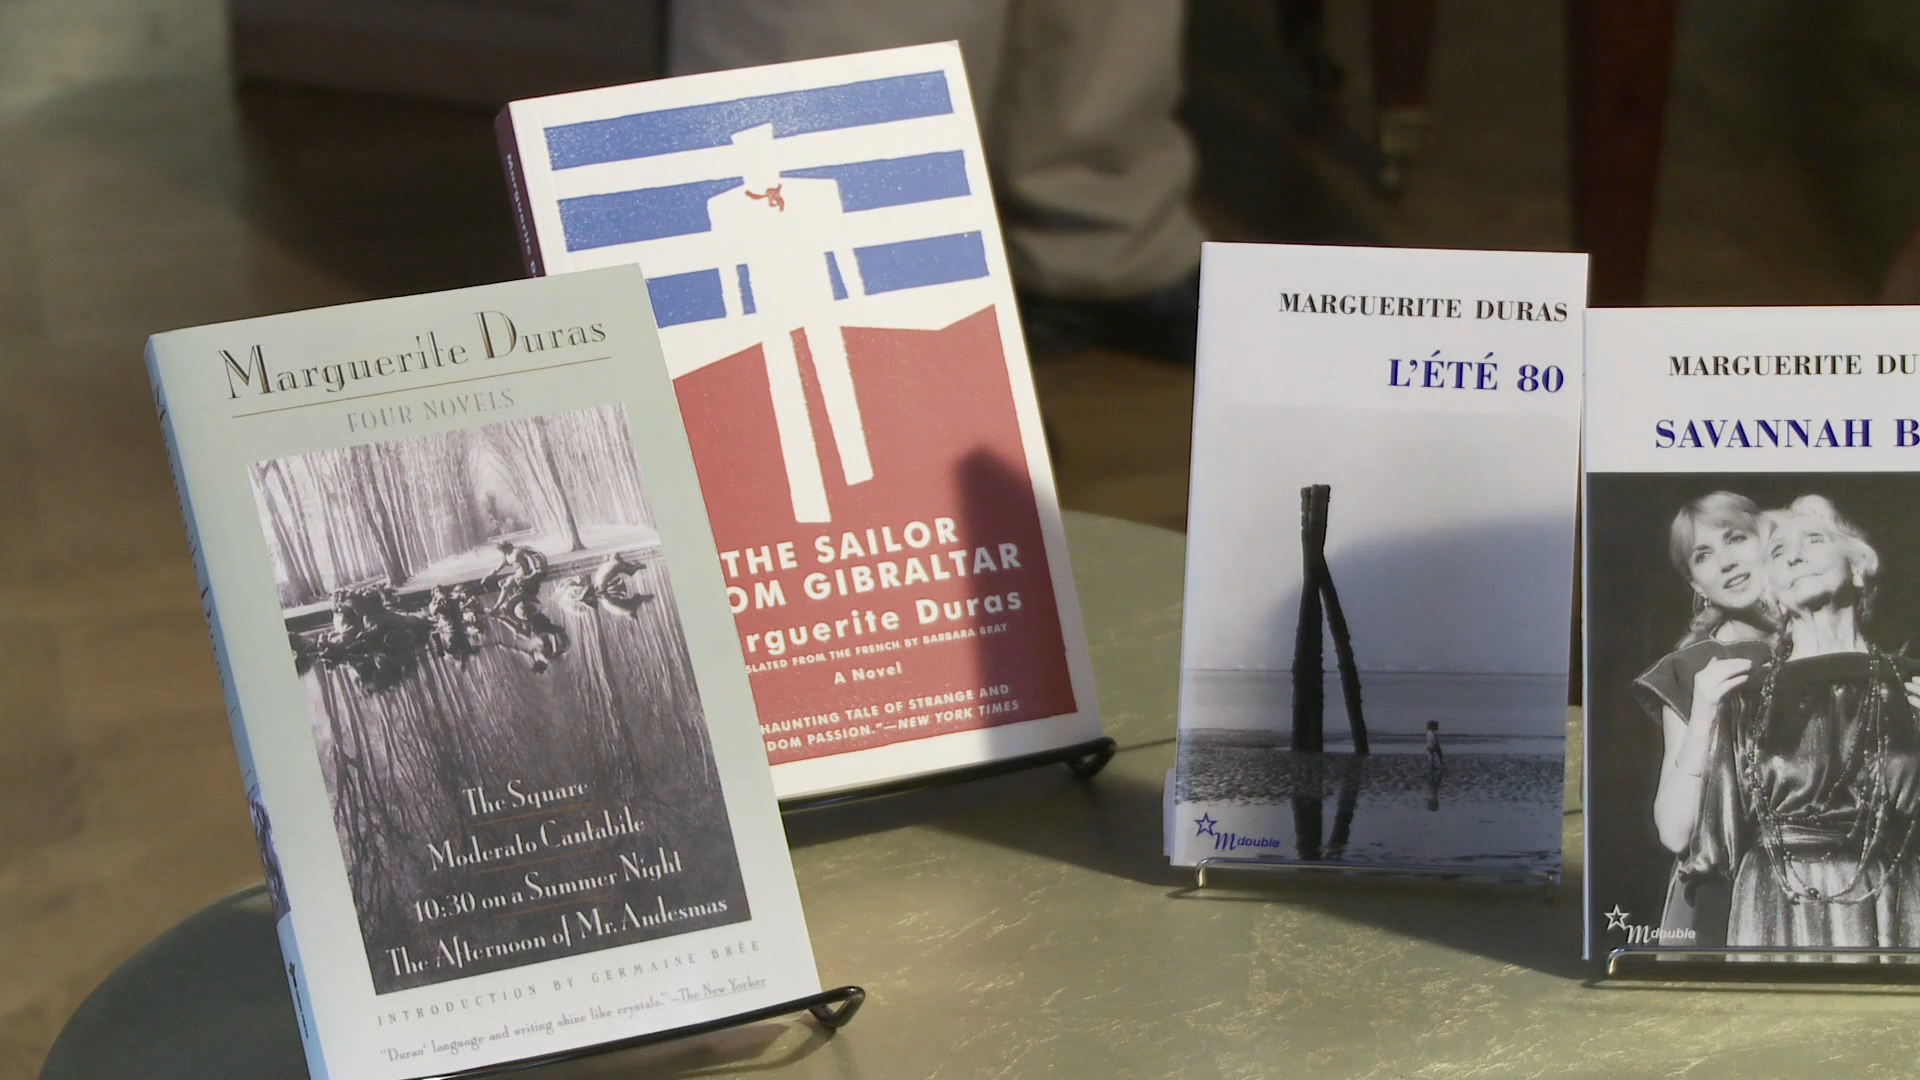 Marguerite Duras
FOUR NOVELS
The Square
Moderato Cantabile
10:30 on a Summer Night
The Afternoon of Mr. Andesmas
INTRODUCTION BY GERMAINE BRÉE
"Duras' language and writing shine like crystals."—The New Yorker
THE SAILOR
OM GIBRALTAR
rguerite Duras
SLATED FROM THE FRENCH BY BARBARA BRAY
A Novel
HAUNTING TALE OF STRANGE AND
DOM PASSION."—NEW YORK TIMES
MARGUERITE DURAS
L'ÉTÉ 80
M double
MARGUERITE DU
SAVANNAH B
M double